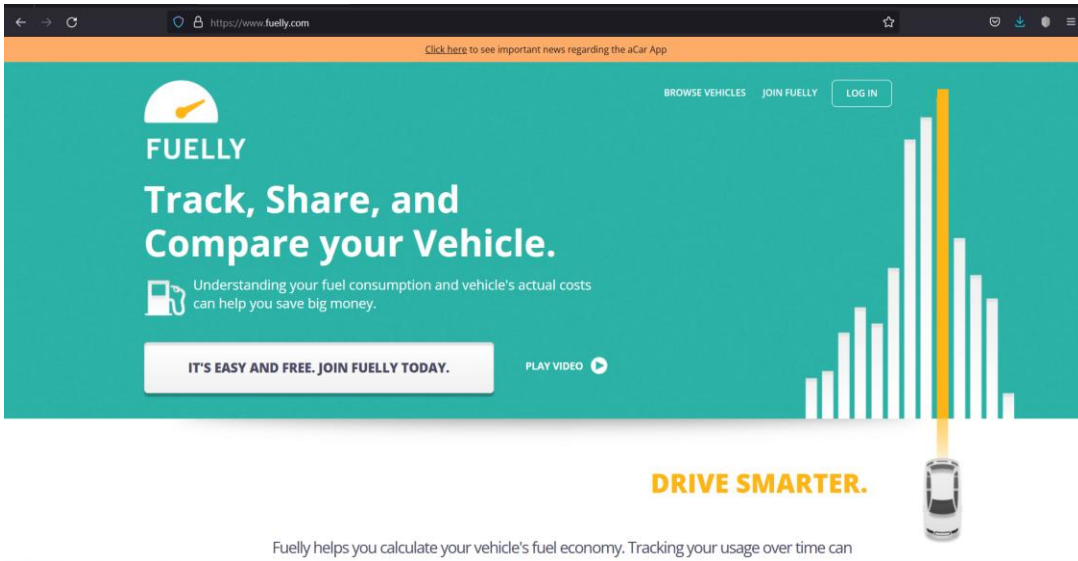 https://www.fuelly.com
Click here to see important news regarding the aCar App
BROWSE VEHICLES JOIN FUELLY LOG IN
FUELLY
Track, Share, and
Compare your Vehicle.
Understanding your fuel consumption and vehicle's actual costs
can help you save big money.
IT'S EASY AND FREE. JOIN FUELLY TODAY. PLAY VIDEO
DRIVE SMARTER.
Fuelly helps you calculate your vehicle's fuel economy. Tracking your usage over time can